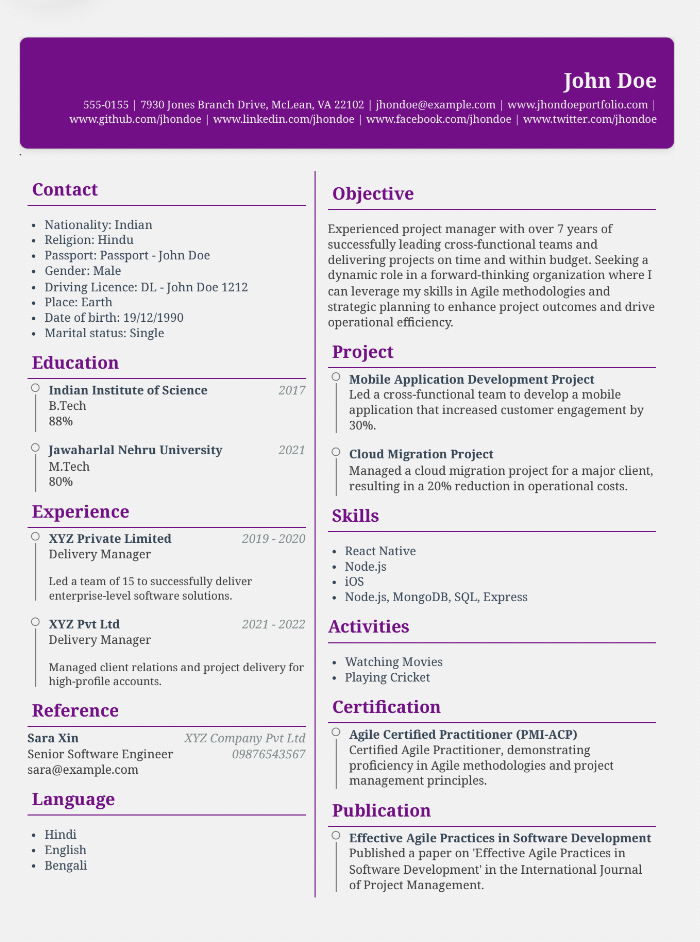 John Doe
555-0155 | 7930 Jones Branch Drive, McLean, VA 22102 | jhondoe@example.com | www.jhondoeportfolio.com |
www.github.com/jhondoe | www.linkedin.com/jhondoe | www.facebook.com/jhondoe | www.twitter.com/jhondoe
Contact
• Nationality: Indian
• Religion: Hindu
• Passport: Passport - John Doe
• Gender: Male
• Driving Licence: DL - John Doe 1212
• Place: Earth
• Date of birth: 19/12/1990
• Marital status: Single
Education
Indian Institute of Science 2017
B.Tech
88%
Jawaharlal Nehru University 2021
M.Tech
80%
Experience
XYZ Private Limited 2019 - 2020
Delivery Manager
Led a team of 15 to successfully deliver
enterprise-level software solutions.
XYZ Pvt Ltd 2021 - 2022
Delivery Manager
Managed client relations and project delivery for
high-profile accounts.
Reference
Sara Xin XYZ Company Pvt Ltd
Senior Software Engineer 09876543567
sara@example.com
Language
• Hindi
• English
• Bengali
Objective
Experienced project manager with over 7 years of
successfully leading cross-functional teams and
delivering projects on time and within budget. Seeking a
dynamic role in a forward-thinking organization where I
can leverage my skills in Agile methodologies and
strategic planning to enhance project outcomes and drive
operational efficiency.
Project
Mobile Application Development Project
Led a cross-functional team to develop a mobile
application that increased customer engagement by
30%.
Cloud Migration Project
Managed a cloud migration project for a major client,
resulting in a 20% reduction in operational costs.
Skills
• React Native
• Node.js
• iOS
• Node.js, MongoDB, SQL, Express
Activities
• Watching Movies
• Playing Cricket
Certification
Agile Certified Practitioner (PMI-ACP)
Certified Agile Practitioner, demonstrating
proficiency in Agile methodologies and project
management principles.
Publication
Effective Agile Practices in Software Development
Published a paper on 'Effective Agile Practices in
Software Development' in the International Journal
of Project Management.